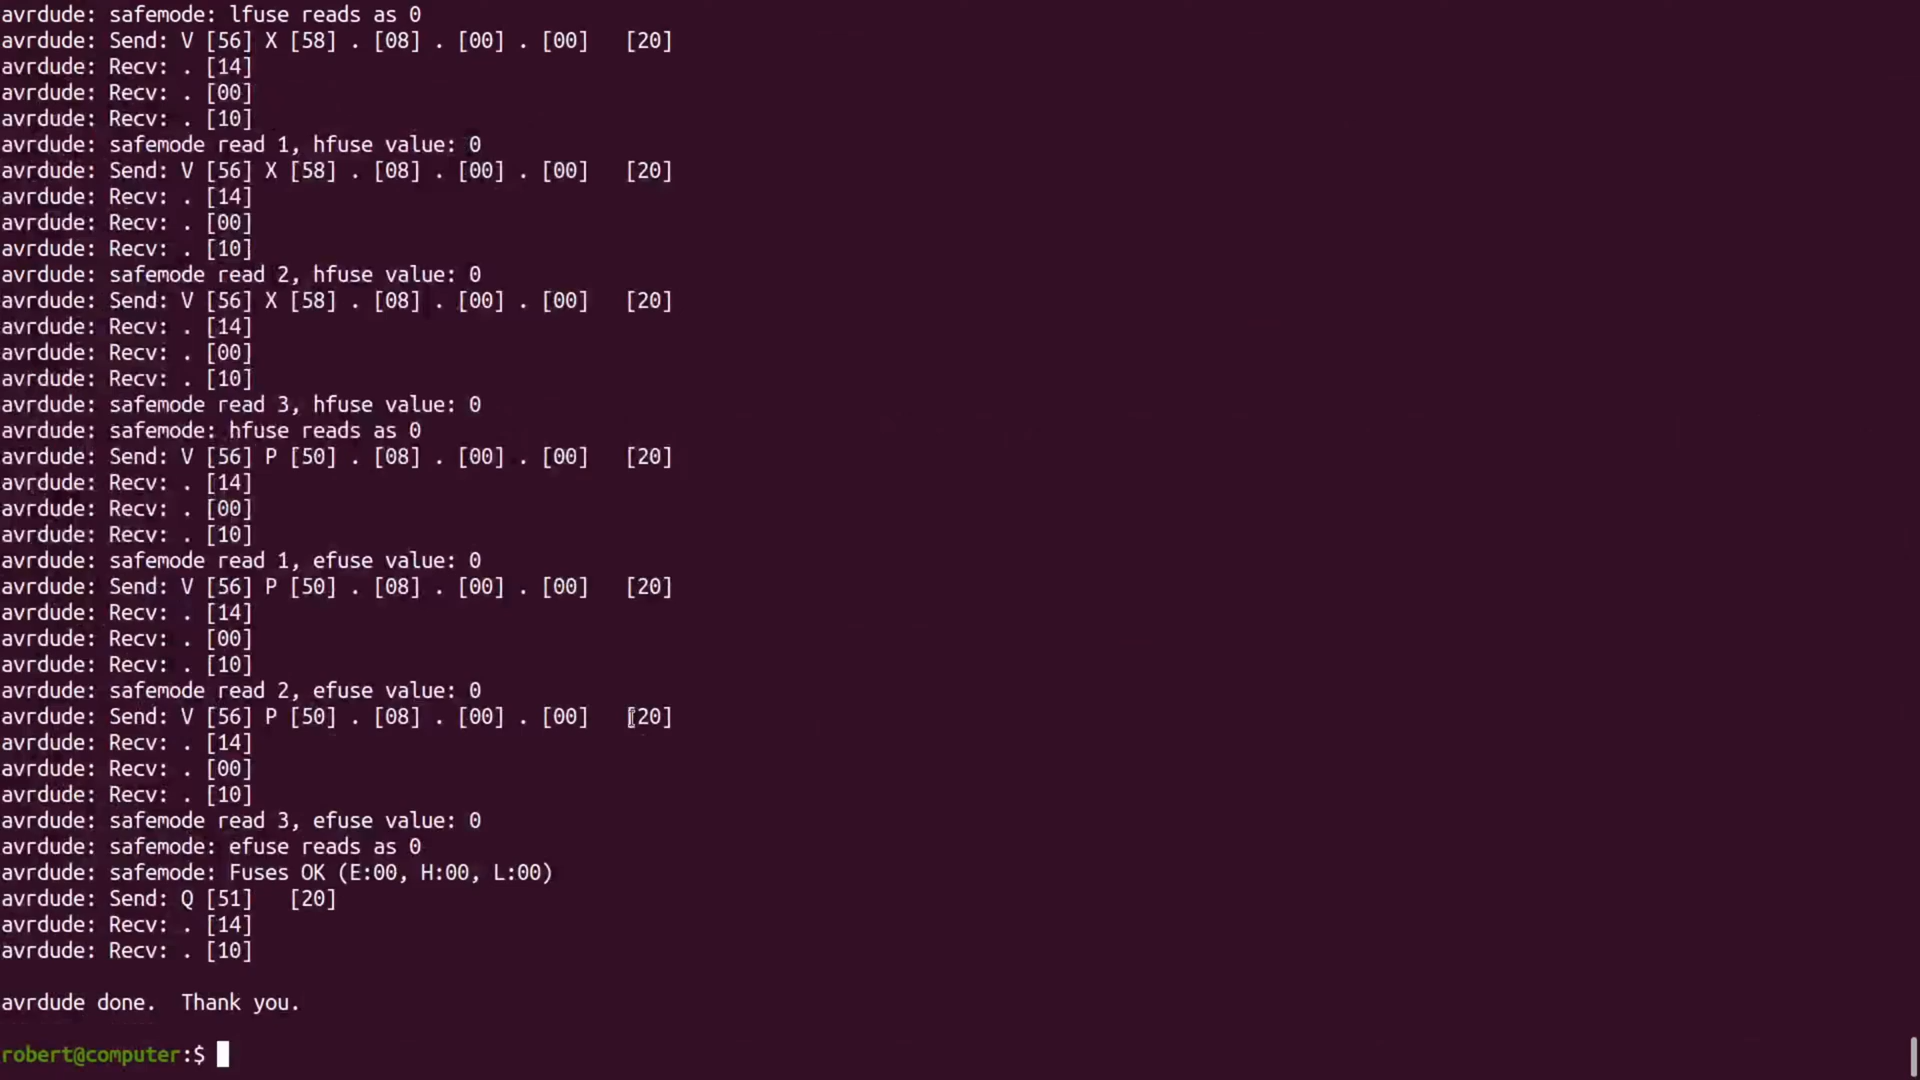 avrdude: safemode: lfuse reads as 0
avrdude: Send: V [56] X [58] . [08] . [00] . [00]   [20]
avrdude: Recv: . [14]
avrdude: Recv: . [00]
avrdude: Recv: . [10]
avrdude: safemode read 1, hfuse value: 0
avrdude: Send: V [56] X [58] . [08] . [00] . [00]   [20]
avrdude: Recv: . [14]
avrdude: Recv: . [00]
avrdude: Recv: . [10]
avrdude: safemode read 2, hfuse value: 0
avrdude: Send: V [56] X [58] . [08] . [00] . [00]   [20]
avrdude: Recv: . [14]
avrdude: Recv: . [00]
avrdude: Recv: . [10]
avrdude: safemode read 3, hfuse value: 0
avrdude: safemode: hfuse reads as 0
avrdude: Send: V [56] P [50] . [08] . [00] . [00]   [20]
avrdude: Recv: . [14]
avrdude: Recv: . [00]
avrdude: Recv: . [10]
avrdude: safemode read 1, efuse value: 0
avrdude: Send: V [56] P [50] . [08] . [00] . [00]   [20]
avrdude: Recv: . [14]
avrdude: Recv: . [00]
avrdude: Recv: . [10]
avrdude: safemode read 2, efuse value: 0
avrdude: Send: V [56] P [50] . [08] . [00] . [00]   [20]
avrdude: Recv: . [14]
avrdude: Recv: . [00]
avrdude: Recv: . [10]
avrdude: safemode read 3, efuse value: 0
avrdude: safemode: efuse reads as 0
avrdude: safemode: Fuses OK (E:00, H:00, L:00)
avrdude: Send: Q [51]   [20]
avrdude: Recv: . [14]
avrdude: Recv: . [10]
avrdude done.  Thank you.
robert@computer:$